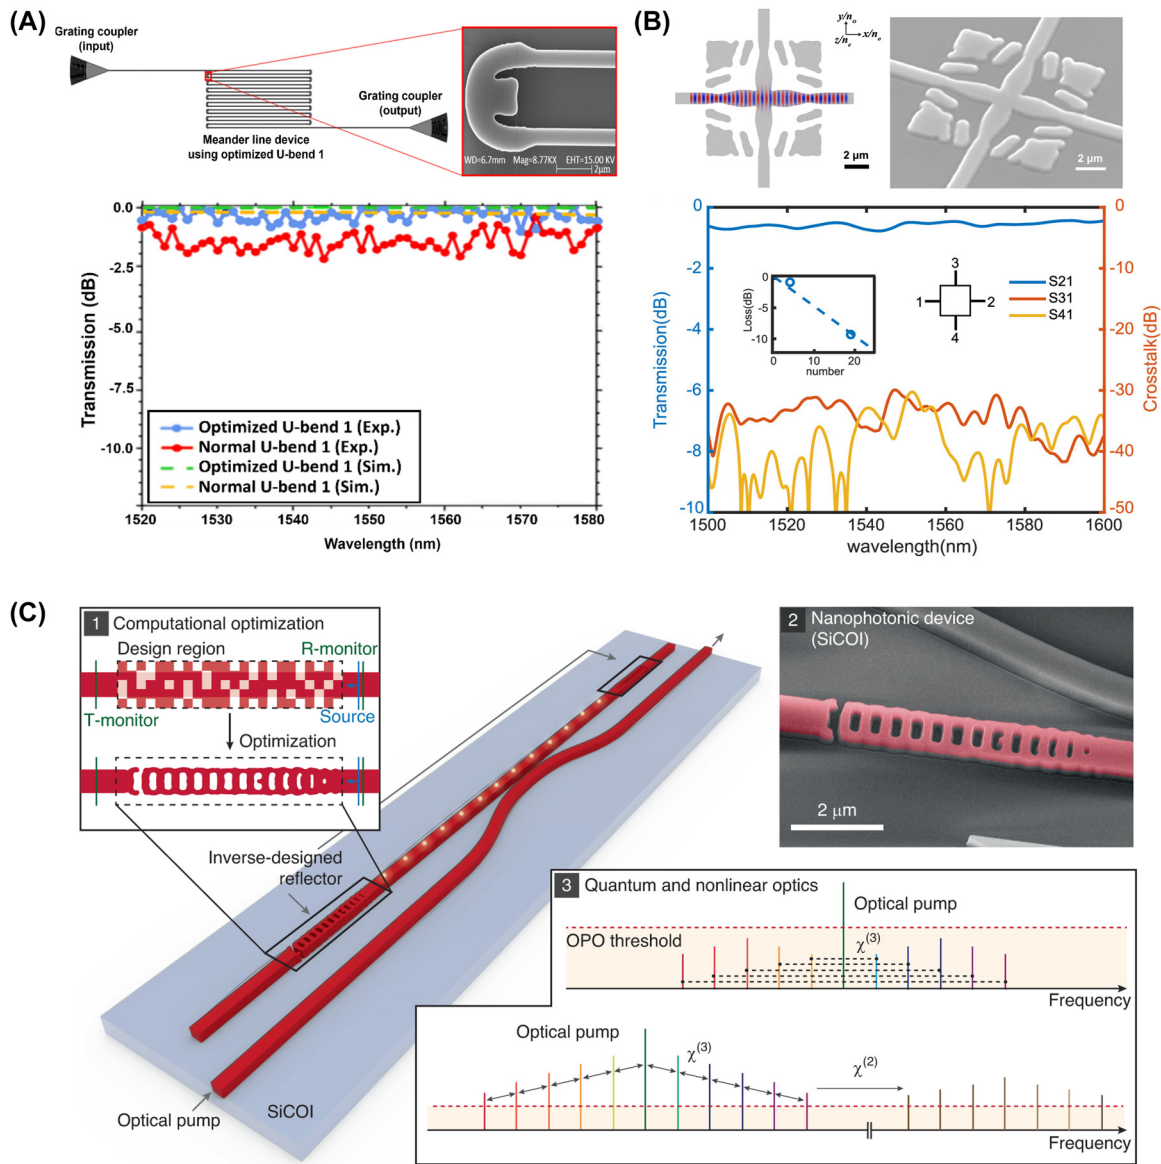 (A)
Grating coupler
(input)
Grating coupler
(output)
Meander line device
using optimized U-bend 1
WD=6.7mm Mag=8.77KX EHT=15.00 KV
2µm
0.0
-2.5
-5.0
-7.5
-10.0
Transmission (dB)
Optimized U-bend 1 (Exp.)
Normal U-bend 1 (Exp.)
Optimized U-bend 1 (Sim.)
Normal U-bend 1 (Sim.)
1520 1530 1540 1550 1560 1570 1580
Wavelength (nm)
(B)
y/nₒ
z/nₑ x/nₒ
2 µm
2 µm
0
-2
-4
-6
-8
-10
Transmission(dB)
0
-5
-10
Loss(dB)
0 10 20
number
3
1 2
4
S21
S31
S41
0
-10
-20
-30
-40
-50
Crosstalk(dB)
1500 1520 1540 1560 1580 1600
wavelength(nm)
(C)
1 Computational optimization
Design region R-monitor
T-monitor Source
Optimization
Inverse-designed
reflector
Optical pump
SiCOI
2 Nanophotonic device
(SiCOI)
2 µm
3 Quantum and nonlinear optics
Optical pump
OPO threshold
χ⁽³⁾
Frequency
Optical pump
χ⁽³⁾
χ⁽²⁾
Frequency